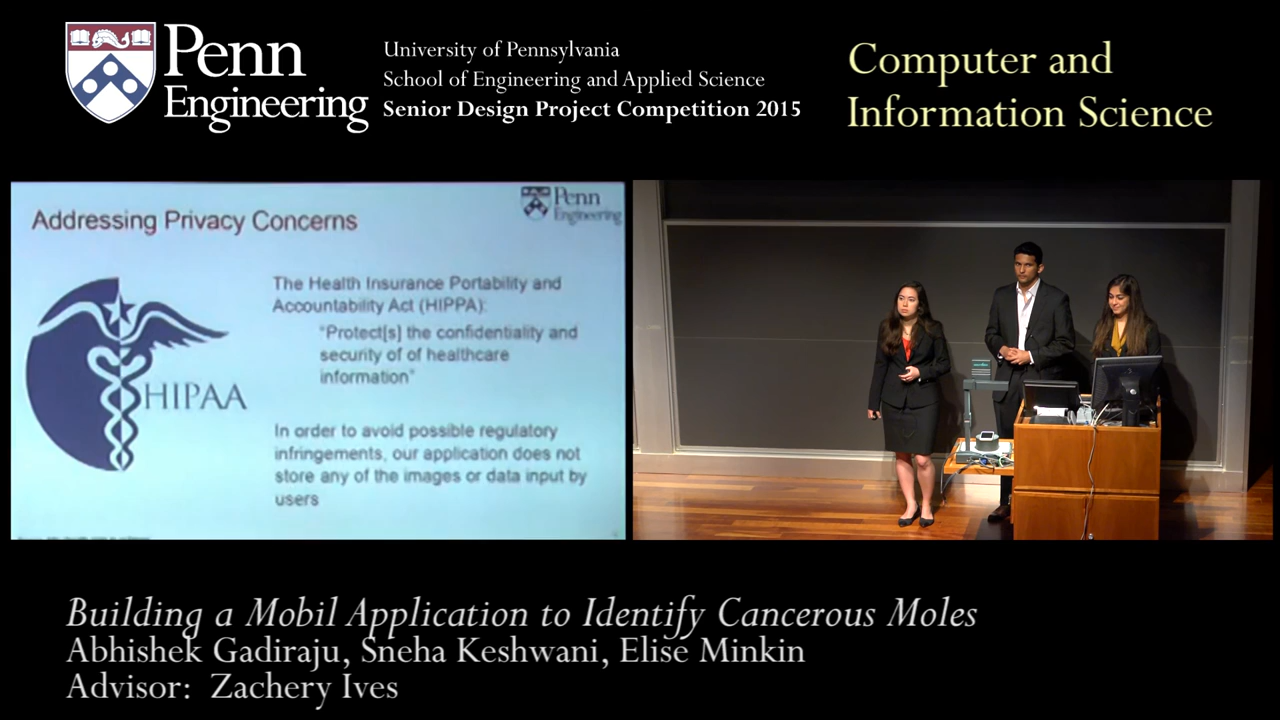 Penn
Engineering
University of Pennsylvania
School of Engineering and Applied Science
Senior Design Project Competition 2015
Computer and
Information Science
Penn
Engineering
Addressing Privacy Concerns
The Health Insurance Portability and
Accountability Act (HIPPA):
"Protect[s] the confidentiality and
security of of healthcare
information"
HIPAA
In order to avoid possible regulatory
infringements, our application does not
store any of the images or data input by
users
Building a Mobil Application to Identify Cancerous Moles
Abhishek Gadiraju, Sneha Keshwani, Elise Minkin
Advisor: Zachery Ives